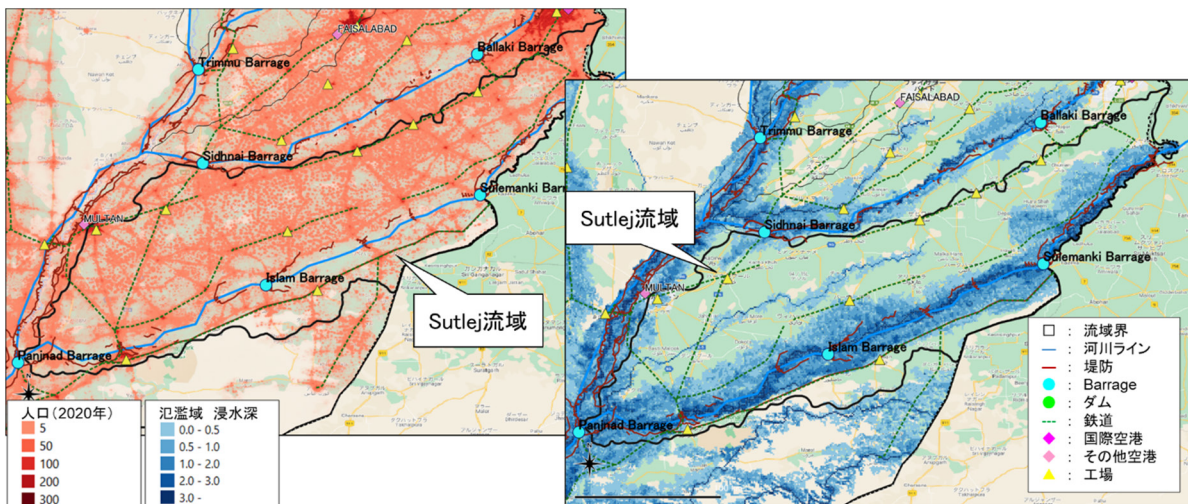 FAISALABAD
Trimmu Barrage
Ballaki Barrage
Sidhnai Barrage
Sulemanki Barr
MULTAN
Islam Barrage
Panjnad Barrage
Sutlej流域
人口(2020年)
5
50
100
200
300
氾濫域 浸水深
0.0 - 0.5
0.5 - 1.0
1.0 - 2.0
2.0 - 3.0
3.0 -
FAISALABAD
Trimmu Barrage
Ballaki Barrage
Sidhnai Barrage
Sulemanki Barrage
MULTAN
Islam Barrage
Panjnad Barrage
Sutlej流域
: 流域界
: 河川ライン
: 堤防
: Barrage
: ダム
: 鉄道
: 国際空港
: その他空港
: 工場